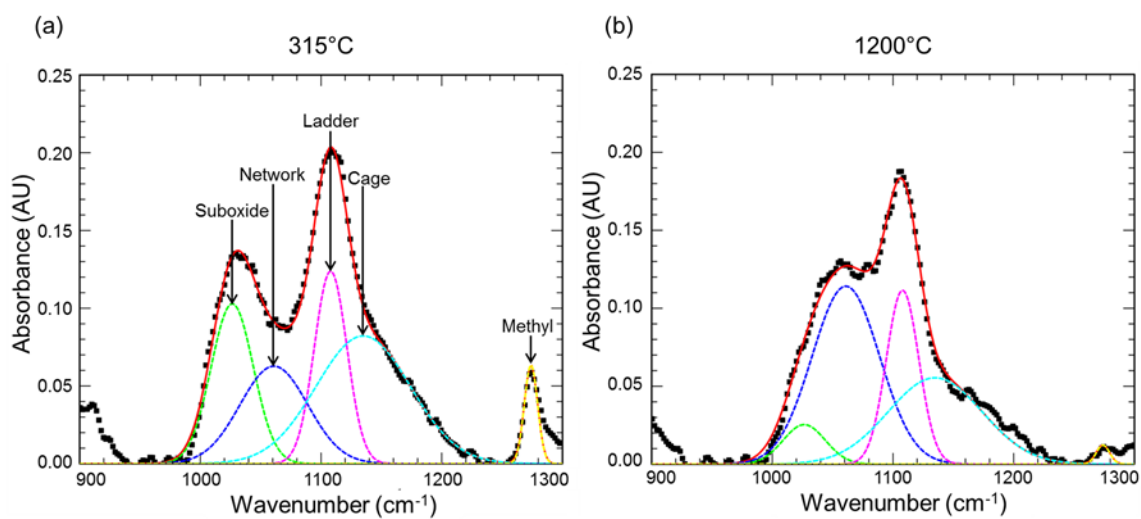 (a)
315°C
0.25
0.20
0.15
0.10
0.05
0.00
Absorbance (AU)
Suboxide
Network
Ladder
Cage
Methyl
900 1000 1100 1200 1300
Wavenumber (cm-1)
(b)
1200°C
0.25
0.20
0.15
0.10
0.05
0.00
Absorbance (AU)
900 1000 1100 1200 1300
Wavenumber (cm-1)